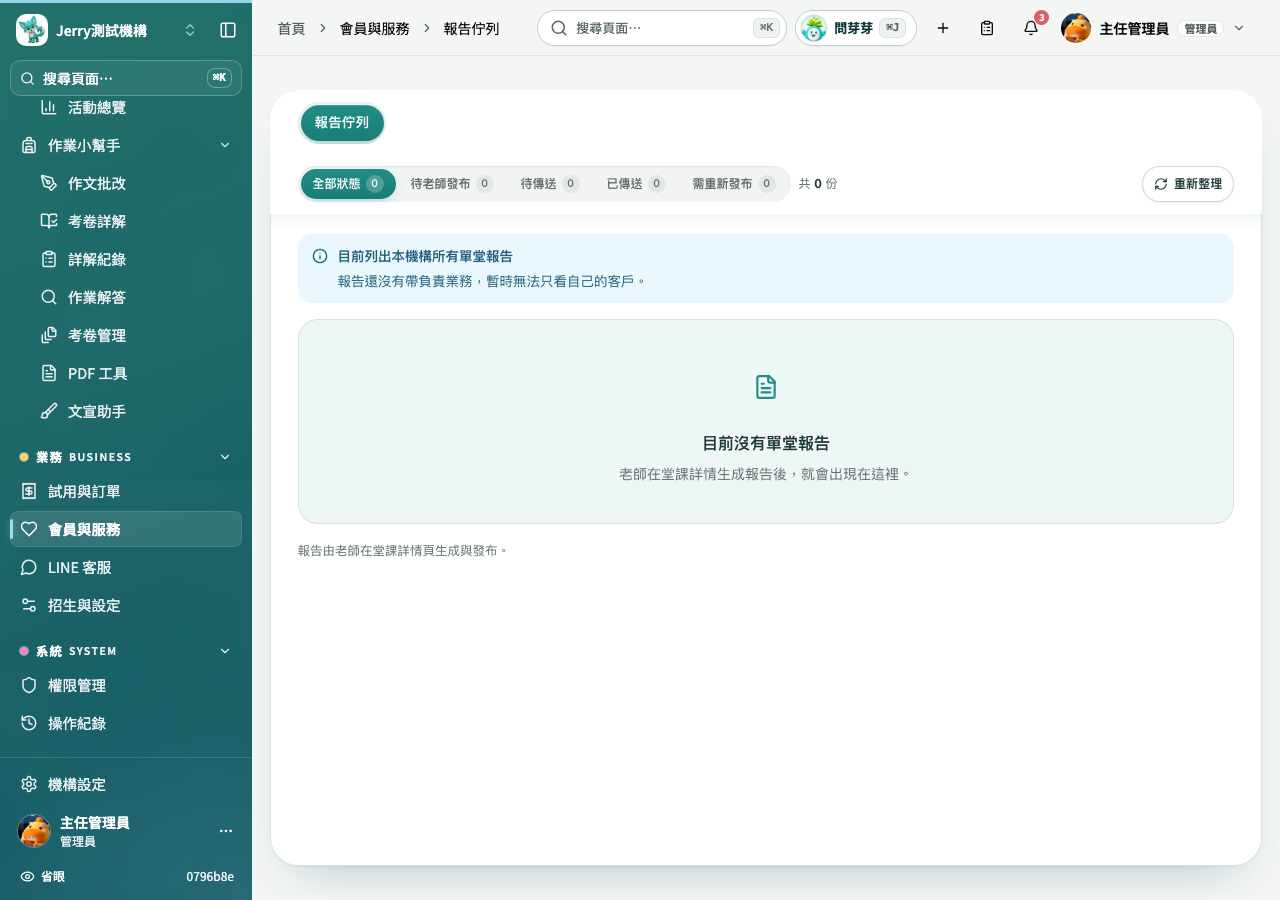 Jerry測試機構
搜尋頁面… ⌘K
活動總覽
作業小幫手
作文批改
考卷詳解
詳解紀錄
作業解答
考卷管理
PDF 工具
文宣助手
業務 BUSINESS
試用與訂單
會員與服務
LINE 客服
招生與設定
系統 SYSTEM
權限管理
操作紀錄
機構設定
主任管理員
管理員
省眼 0796b8e
首頁 會員與服務 報告佇列
搜尋頁面… ⌘K
問芽芽 ⌘J
3
主任管理員 管理員
報告佇列
全部狀態 0 待老師發布 0 待傳送 0 已傳送 0 需重新發布 0 共 0 份
重新整理
目前列出本機構所有單堂報告
報告還沒有帶負責業務，暫時無法只看自己的客戶。
目前沒有單堂報告
老師在堂課詳情生成報告後，就會出現在這裡。
報告由老師在堂課詳情頁生成與發布。